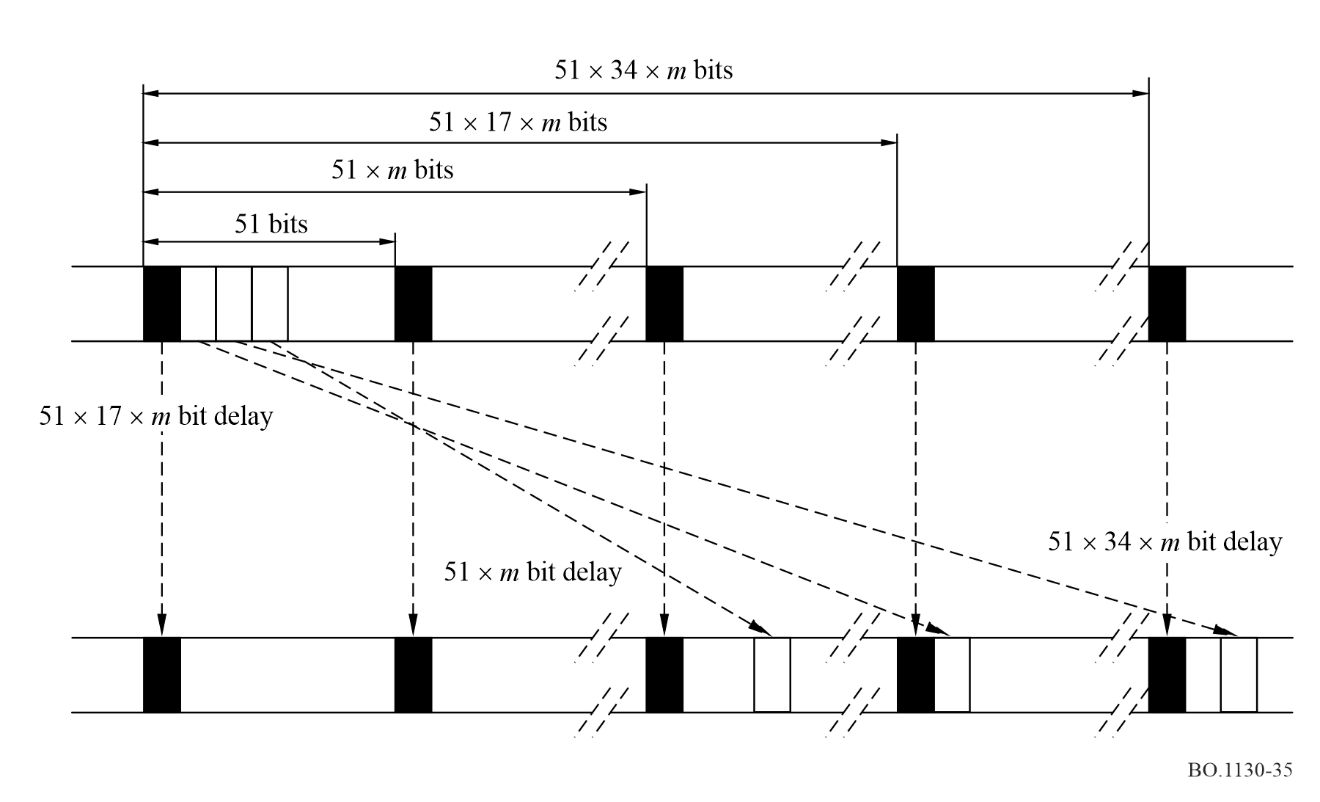 51 × 34 × m bits
51 × 17 × m bits
51 × m bits
51 bits
51 × 17 × m bit delay
51 × 34 × m bit delay
51 × m bit delay
BO.1130-35